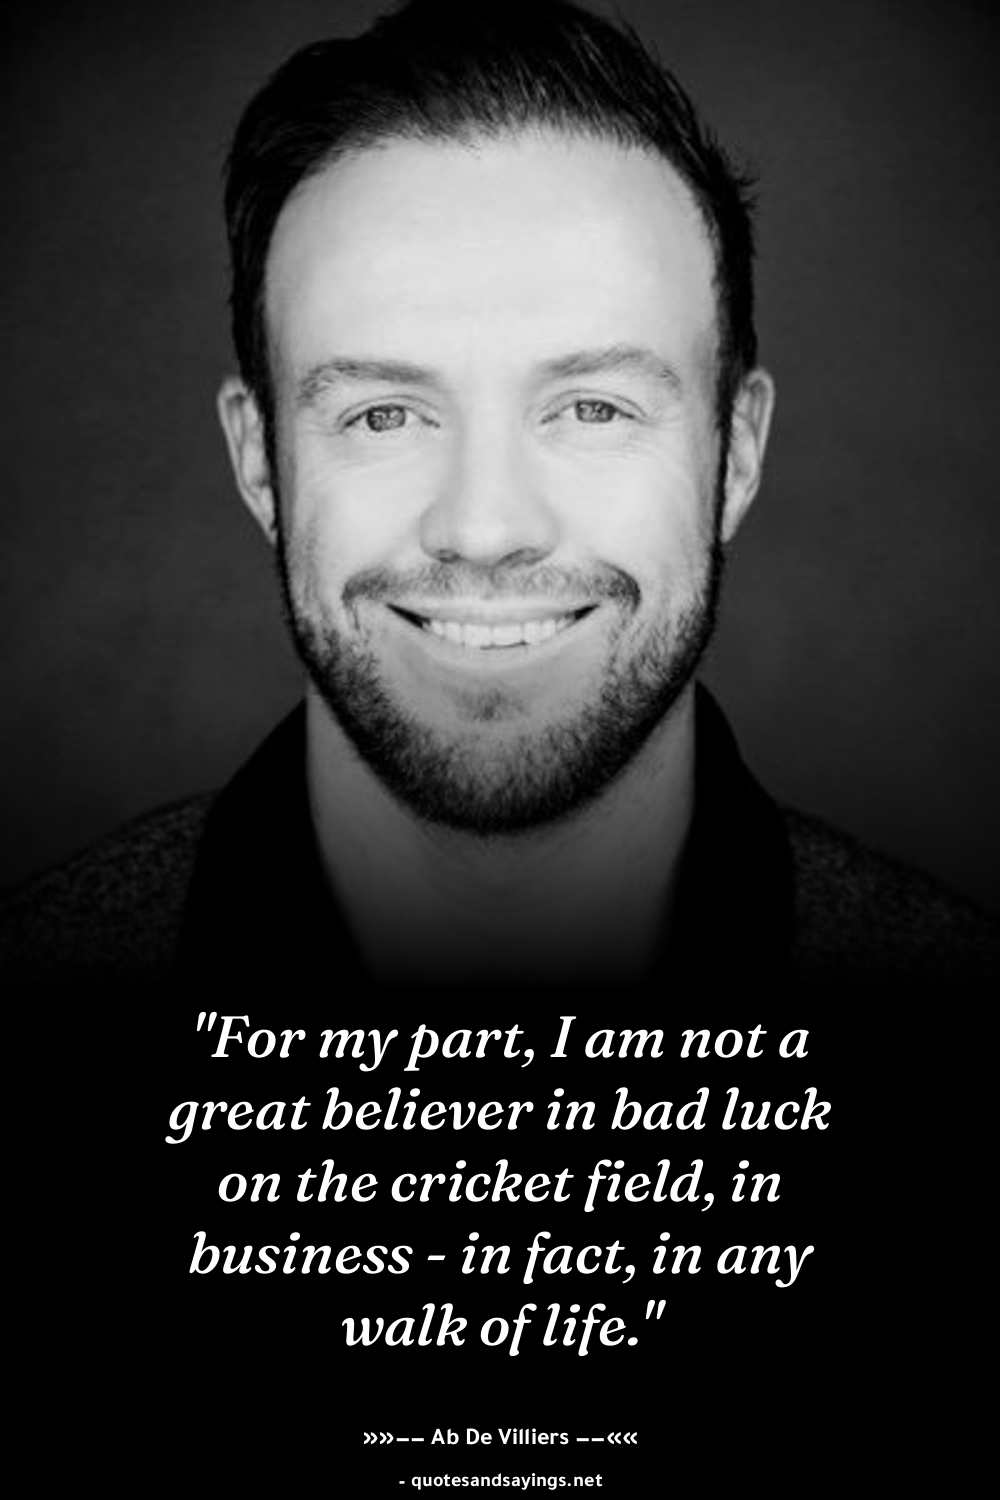 "For my part, I am not a
great believer in bad luck
on the cricket field, in
business - in fact, in any
walk of life."
»»–– Ab De Villiers ––««
- quotesandsayings.net